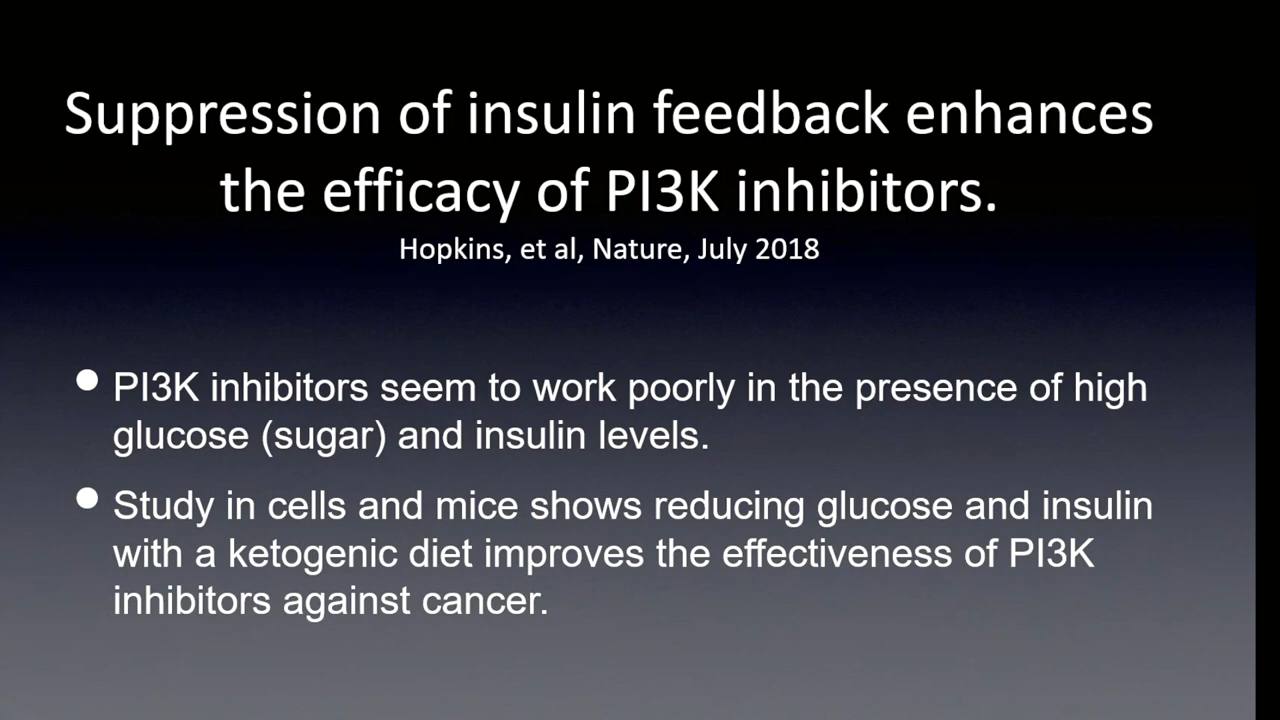 Suppression of insulin feedback enhances
the efficacy of PI3K inhibitors.
Hopkins, et al, Nature, July 2018
• PI3K inhibitors seem to work poorly in the presence of high
glucose (sugar) and insulin levels.
• Study in cells and mice shows reducing glucose and insulin
with a ketogenic diet improves the effectiveness of PI3K
inhibitors against cancer.